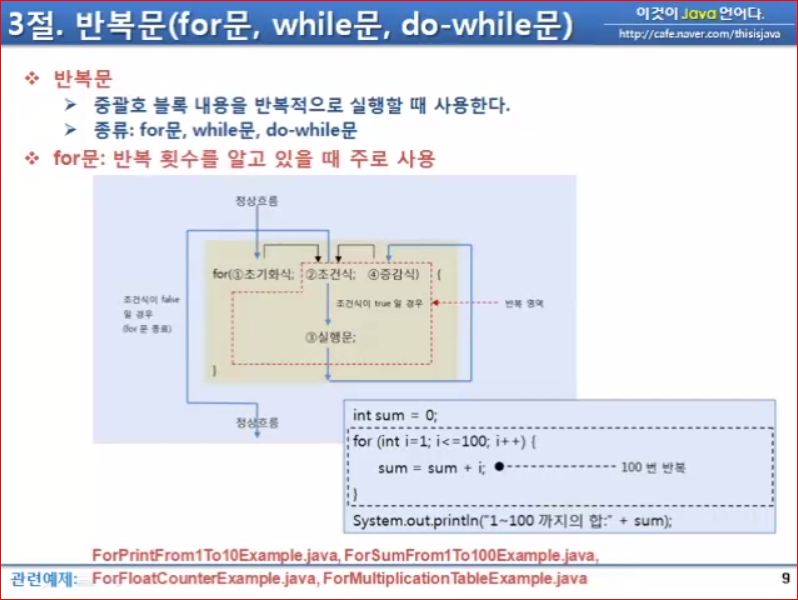 3절. 반복문(for문, while문, do-while문)
이것이 Java 언어다.
http://cafe.naver.com/thisisjava
❖ 반복문
➤ 중괄호 블록 내용을 반복적으로 실행할 때 사용한다.
➤ 종류: for문, while문, do-while문
❖ for문: 반복 횟수를 알고 있을 때 주로 사용
정상흐름
for(①초기화식; ②조건식; ④증감식) {
조건식이 false
일 경우
(for 문 종료)
조건식이 true 일 경우
반복 영역
③실행문;
}
정상흐름
int sum = 0;
for (int i=1; i<=100; i++) {
sum = sum + i;
100 번 반복
}
System.out.println("1~100 까지의 합:" + sum);
ForPrintFrom1To10Example.java, ForSumFrom1To100Example.java,
관련예제: ForFloatCounterExample.java, ForMultiplicationTableExample.java
9